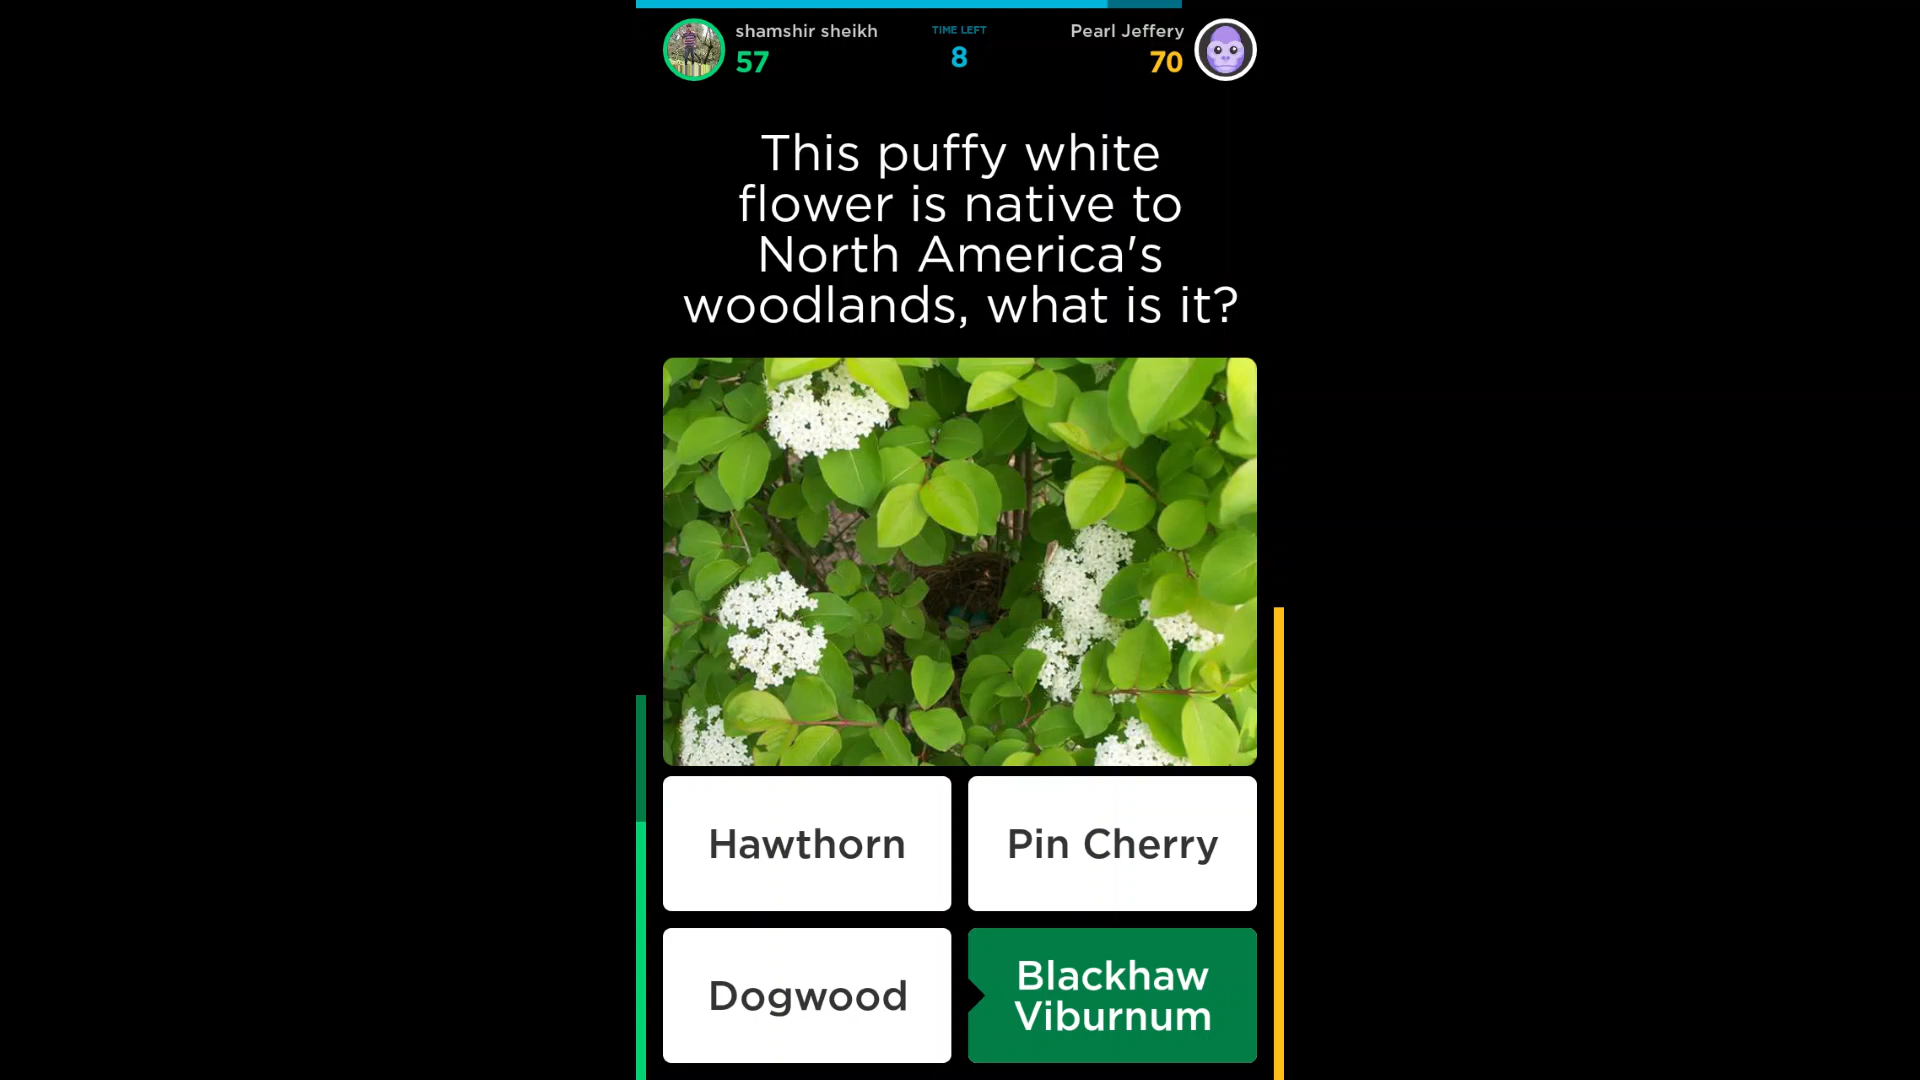 shamshir sheikh
57
TIME LEFT
8
Pearl Jeffery
70
This puffy white
flower is native to
North America's
woodlands, what is it?
Hawthorn
Pin Cherry
Dogwood
Blackhaw
Viburnum